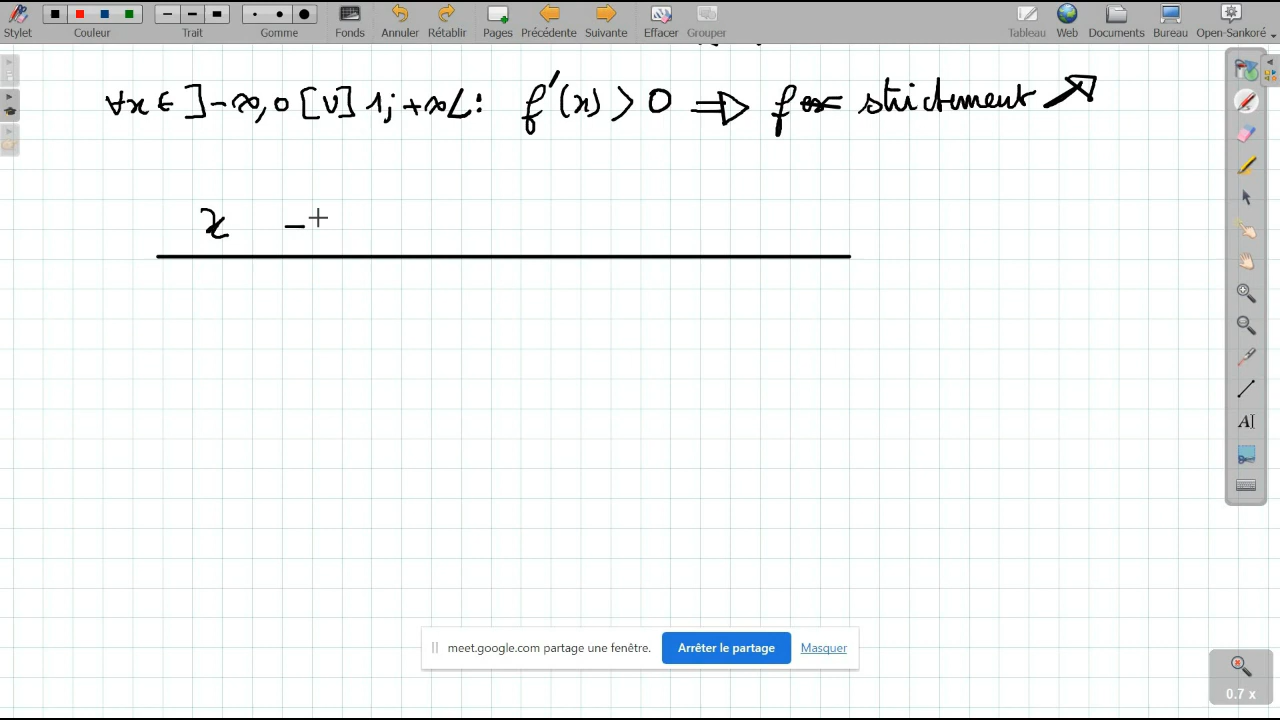 Stylet Couleur Trait Gomme Fonds Annuler Rétablir Pages Précédente Suivante Effacer Grouper Tableau Web Documents Bureau Open-Sankoré
∀x ∈ ]-∞, 0[ ∪ ] 1; +∞[ : f'(x) > 0 ⟹ f strictement ↗
x -
meet.google.com partage une fenêtre. Arrêter le partage Masquer
0.7 x